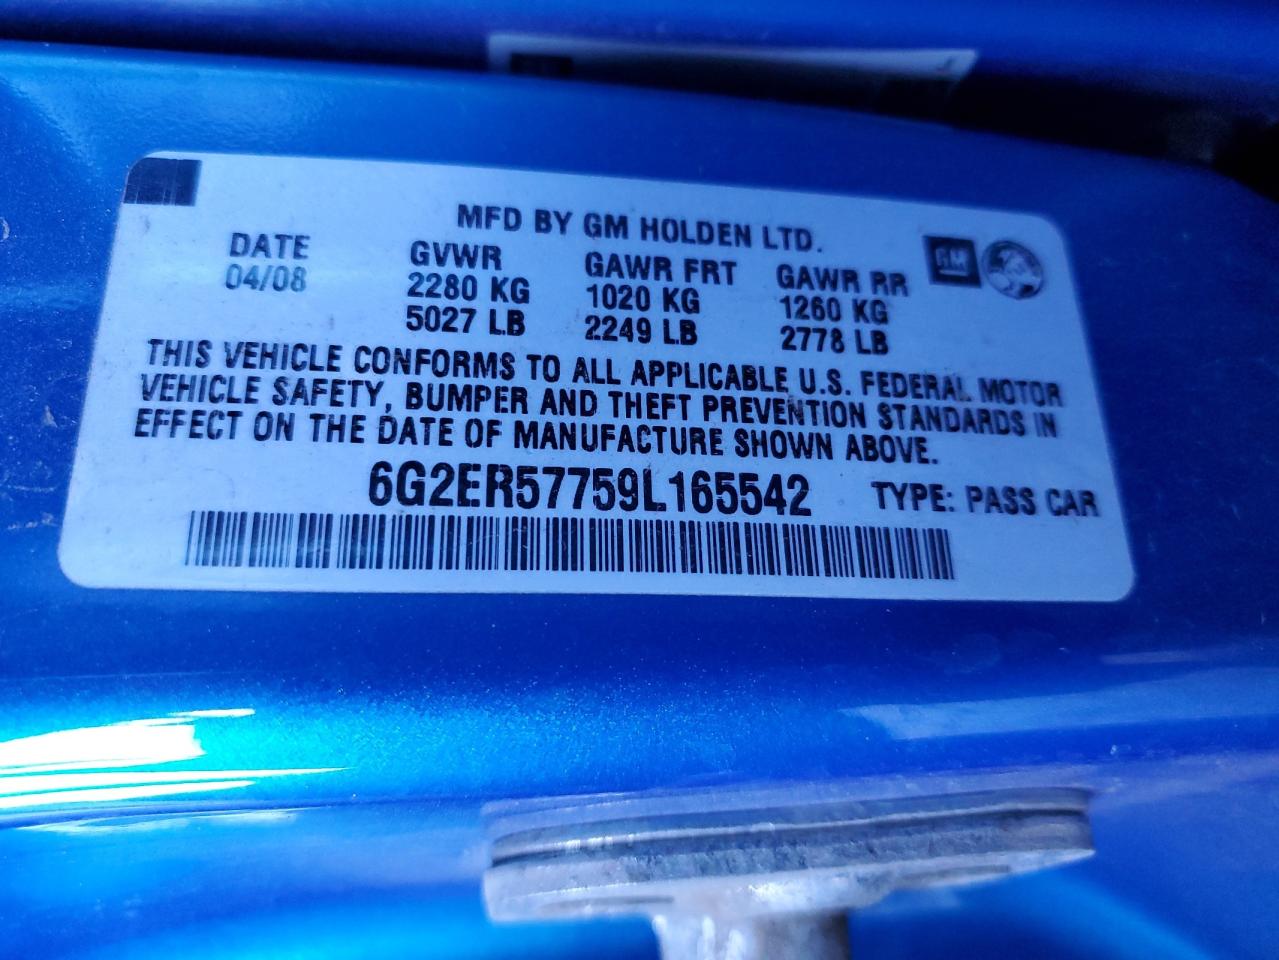 MFD BY GM HOLDEN LTD.
DATE GVWR GAWR FRT GAWR RR GM
04/08 2280 KG 1020 KG 1260 KG
5027 LB 2249 LB 2778 LB
THIS VEHICLE CONFORMS TO ALL APPLICABLE U.S. FEDERAL MOTOR
VEHICLE SAFETY, BUMPER AND THEFT PREVENTION STANDARDS IN
EFFECT ON THE DATE OF MANUFACTURE SHOWN ABOVE.
6G2ER57759L165542 TYPE: PASS CAR